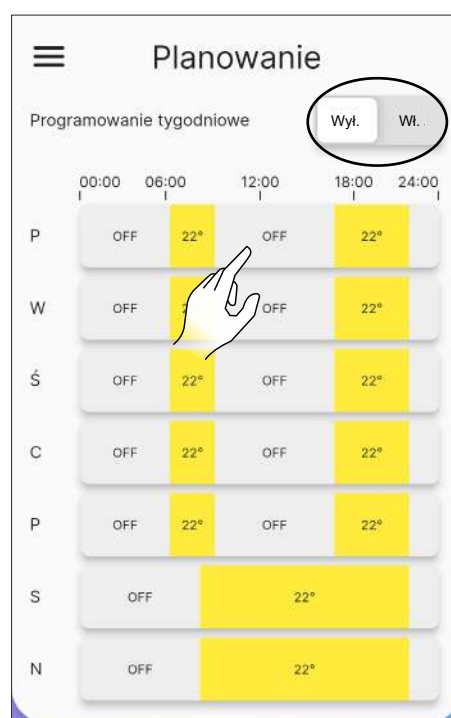 Planowanie
Programowanie tygodniowe Wył. Wł.
00:00 06:00 12:00 18:00 24:00
P OFF 22° OFF 22°
W OFF OFF 22°
Ś OFF 22° OFF 22°
C OFF 22° OFF 22°
P OFF 22° OFF 22°
S OFF 22°
N OFF 22°